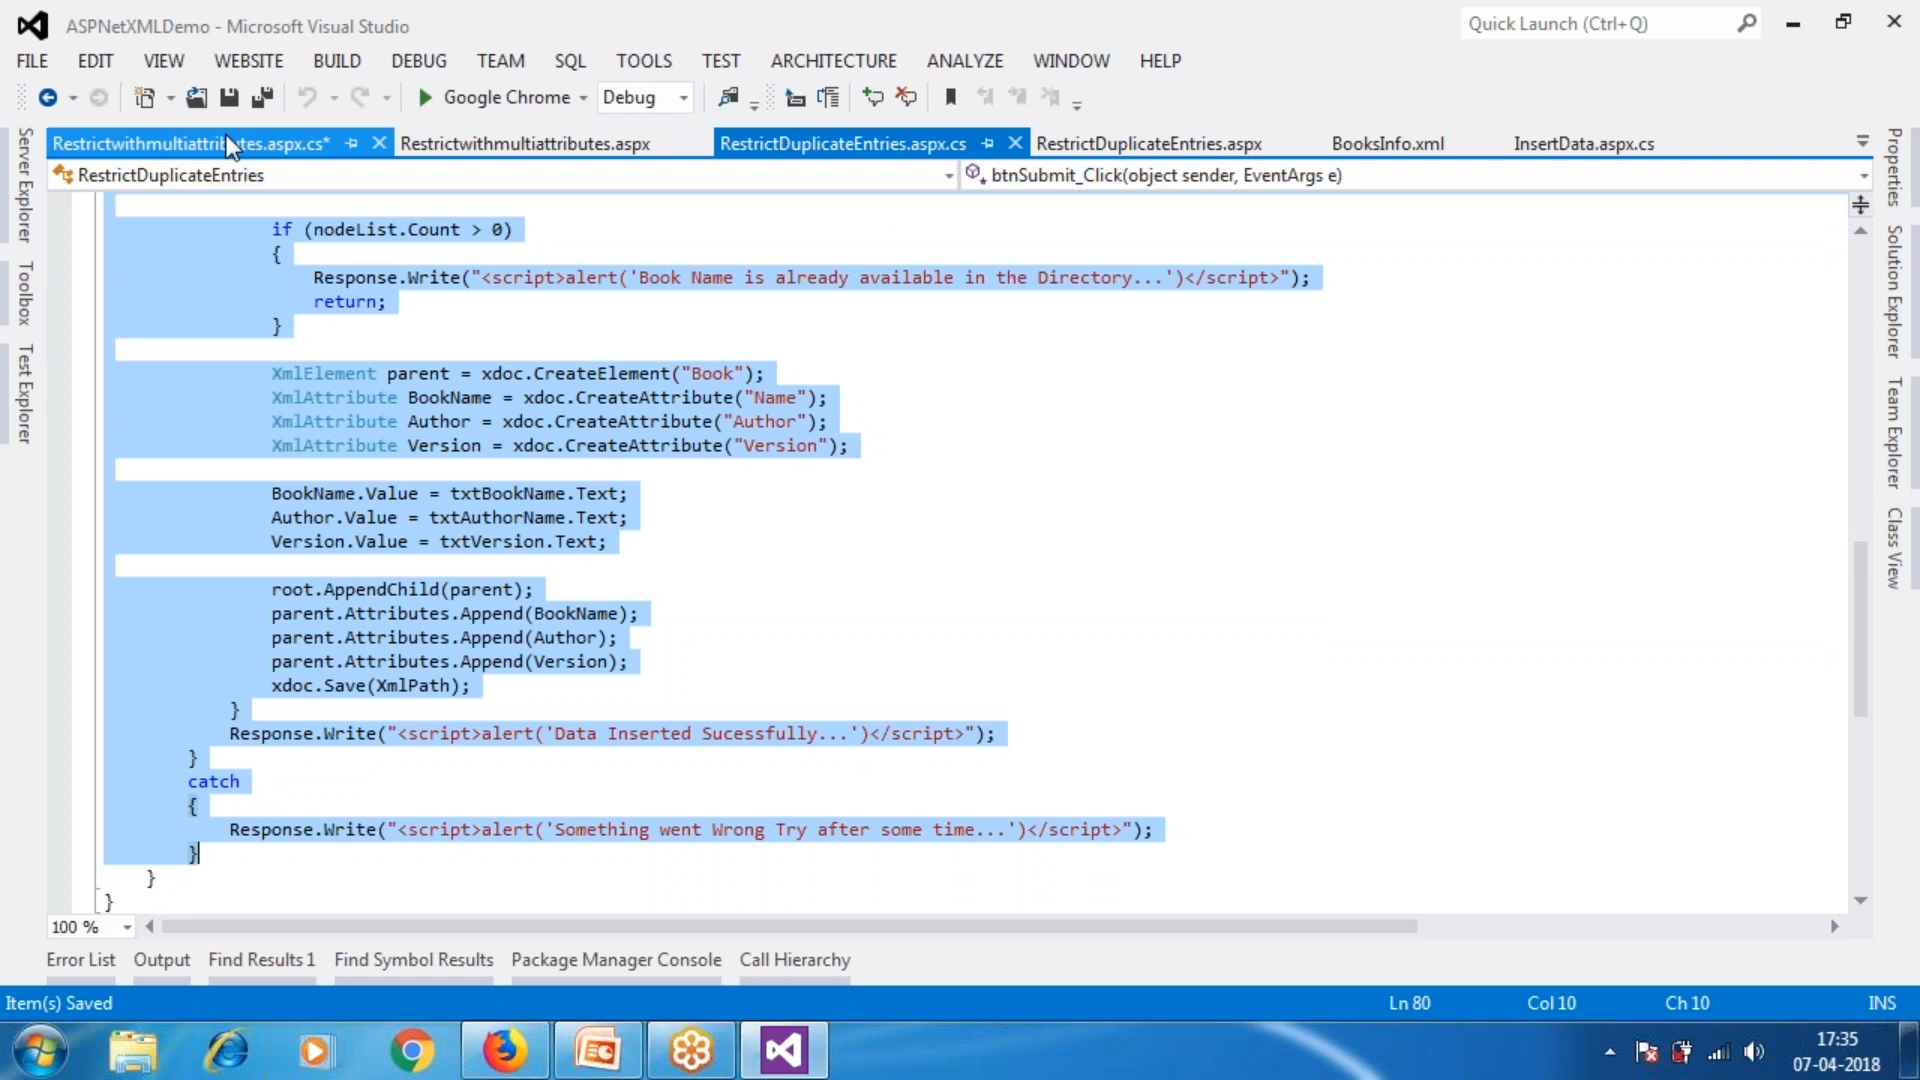 ASPNetXMLDemo - Microsoft Visual Studio
Quick Launch (Ctrl+Q)
FILE EDIT VIEW WEBSITE BUILD DEBUG TEAM SQL TOOLS TEST ARCHITECTURE ANALYZE WINDOW HELP
Google Chrome Debug
Restrictwithmultiattributes.aspx.cs* Restrictwithmultiattributes.aspx RestrictDuplicateEntries.aspx.cs RestrictDuplicateEntries.aspx BooksInfo.xml InsertData.aspx.cs
RestrictDuplicateEntries btnSubmit_Click(object sender, EventArgs e)
Server Explorer
Toolbox
Test Explorer
if (nodeList.Count > 0)
{
Response.Write("<script>alert('Book Name is already available in the Directory...')</script>");
return;
}
XmlElement parent = xdoc.CreateElement("Book");
XmlAttribute BookName = xdoc.CreateAttribute("Name");
XmlAttribute Author = xdoc.CreateAttribute("Author");
XmlAttribute Version = xdoc.CreateAttribute("Version");
BookName.Value = txtBookName.Text;
Author.Value = txtAuthorName.Text;
Version.Value = txtVersion.Text;
root.AppendChild(parent);
parent.Attributes.Append(BookName);
parent.Attributes.Append(Author);
parent.Attributes.Append(Version);
xdoc.Save(XmlPath);
}
Response.Write("<script>alert('Data Inserted Sucessfully...')</script>");
}
catch
{
Response.Write("<script>alert('Something went Wrong Try after some time...')</script>");
}
}
}
Properties
Solution Explorer
Team Explorer
Class View
100 %
Error List Output Find Results 1 Find Symbol Results Package Manager Console Call Hierarchy
Item(s) Saved Ln 80 Col 10 Ch 10 INS
17:35
07-04-2018